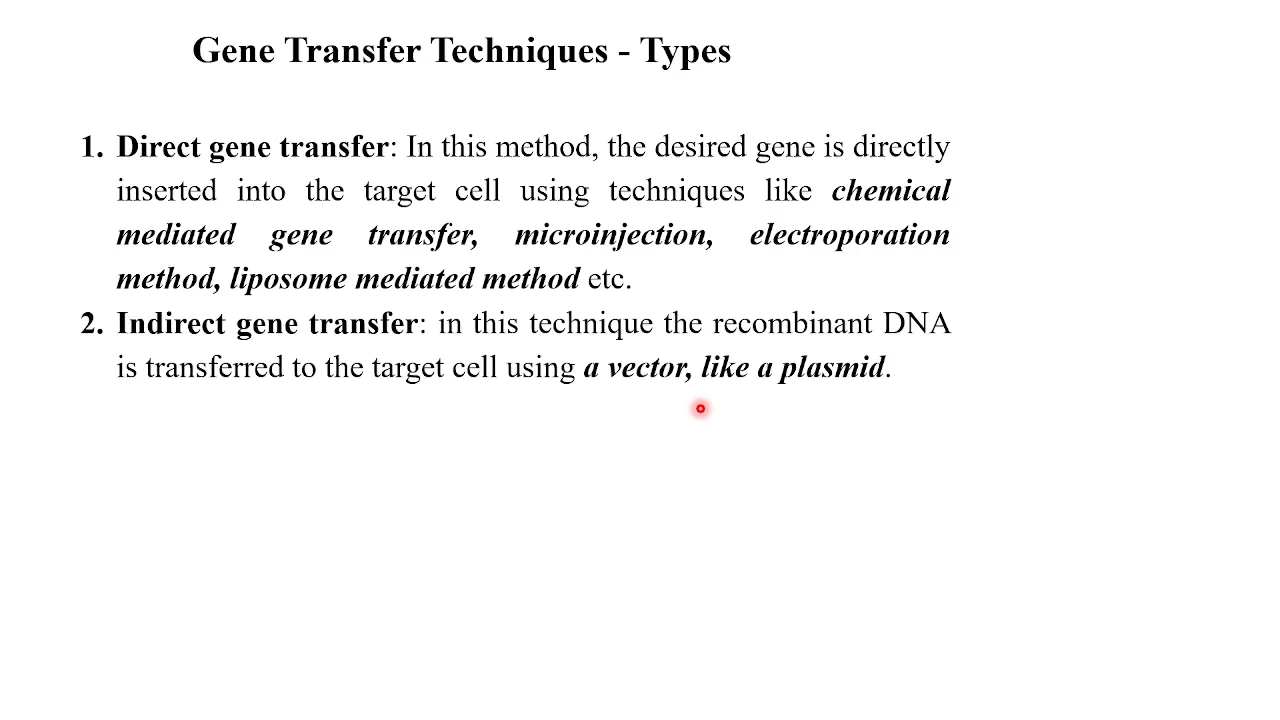 Gene Transfer Techniques - Types
1. Direct gene transfer: In this method, the desired gene is directly
inserted into the target cell using techniques like chemical
mediated gene transfer, microinjection, electroporation
method, liposome mediated method etc.
2. Indirect gene transfer: in this technique the recombinant DNA
is transferred to the target cell using a vector, like a plasmid.